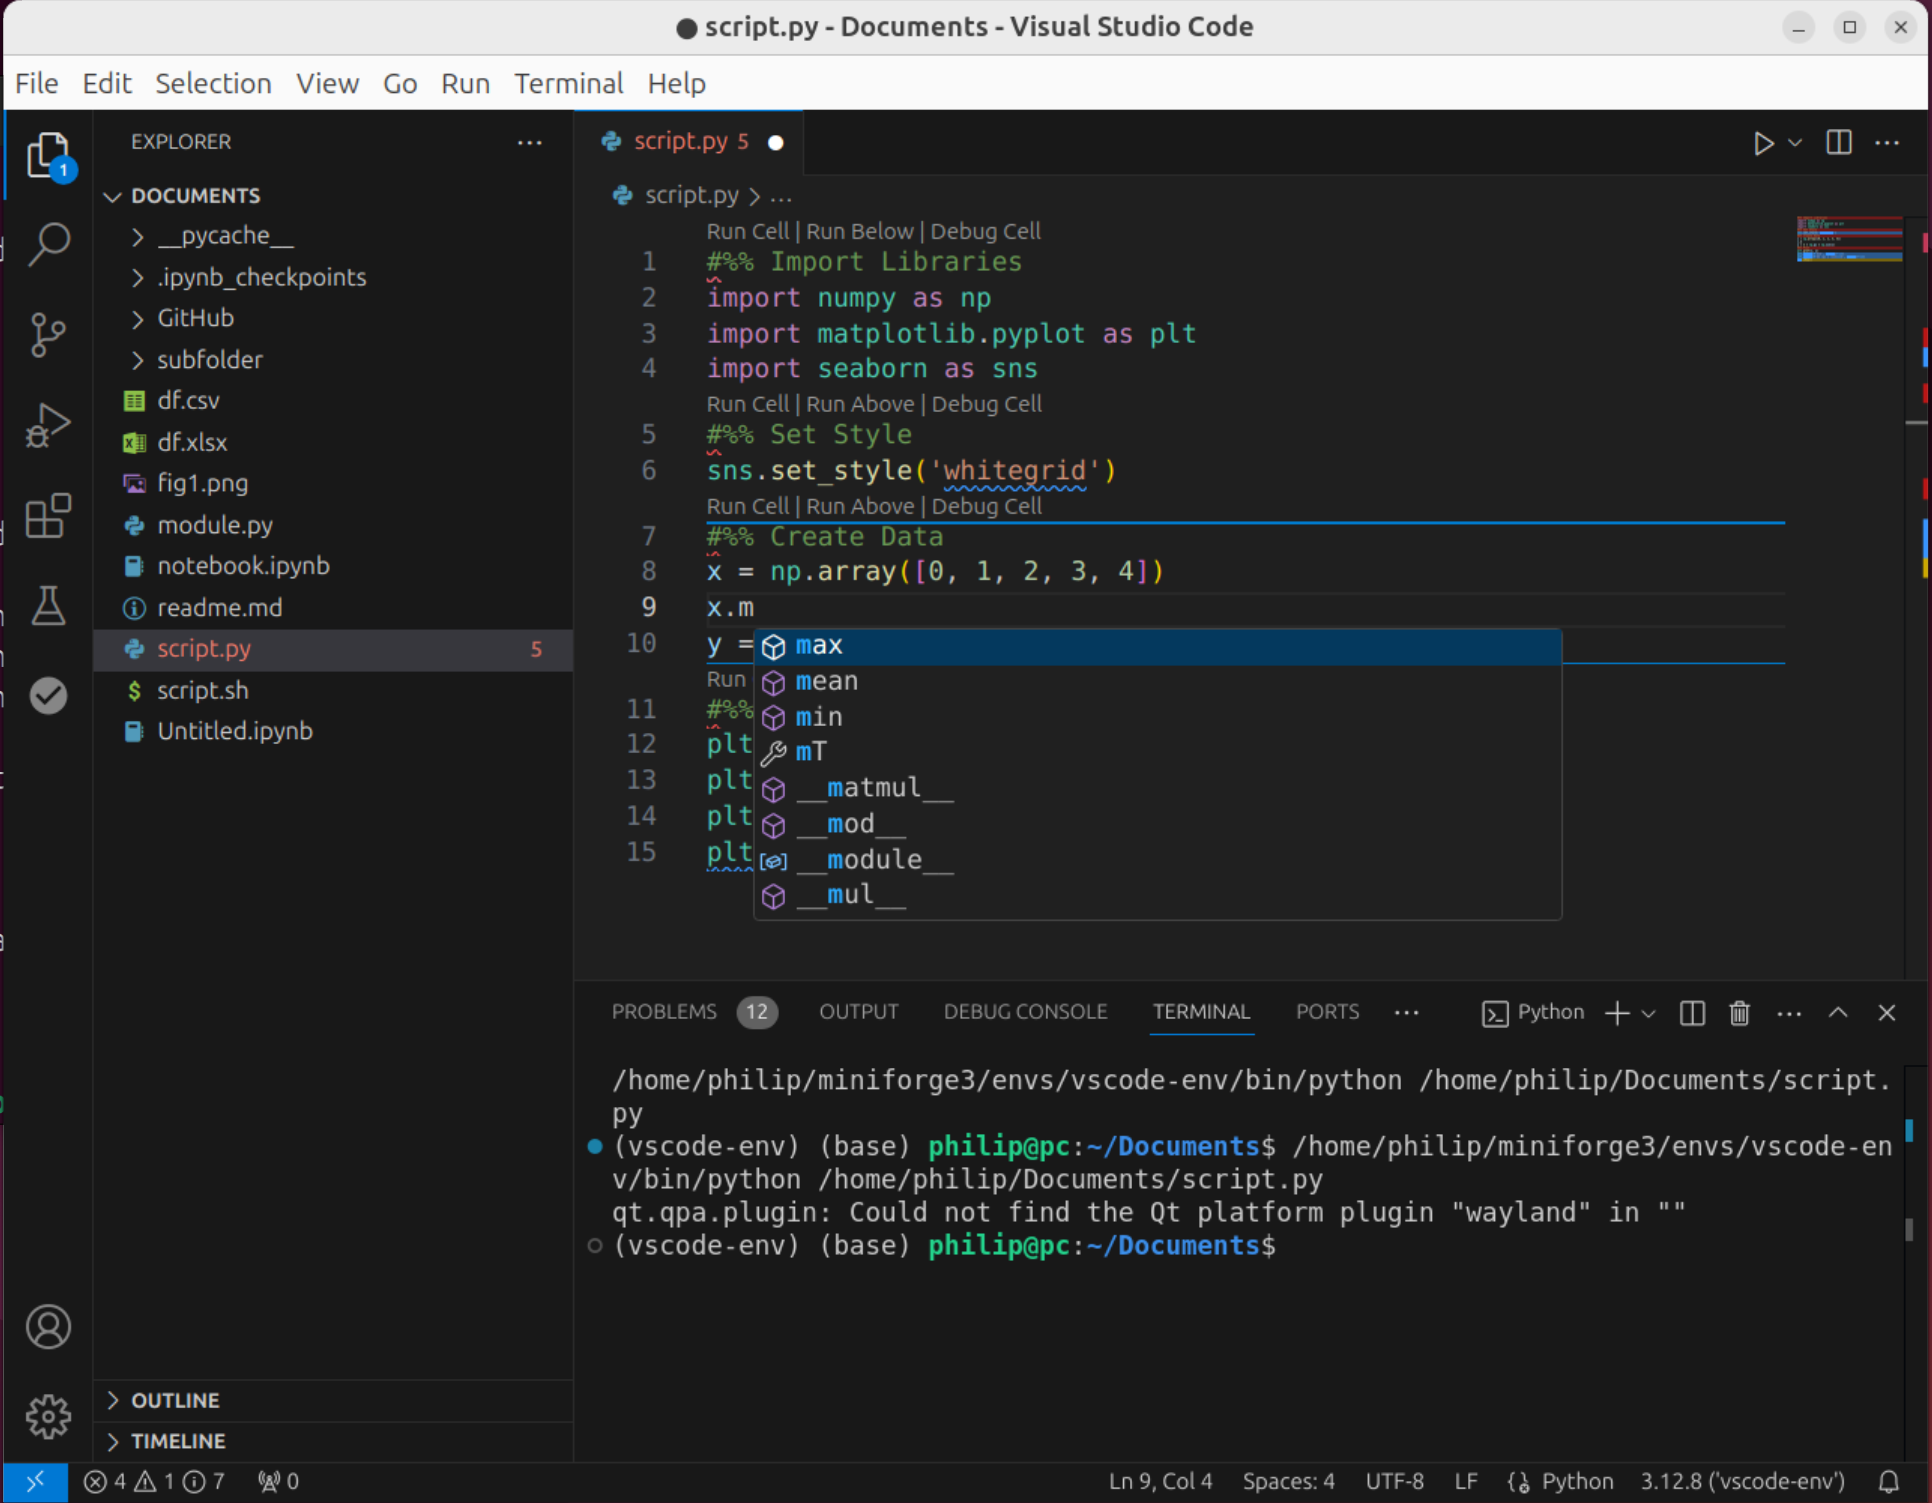 script.py - Documents - Visual Studio Code
File Edit Selection View Go Run Terminal Help
EXPLORER
DOCUMENTS
__pycache__
.ipynb_checkpoints
GitHub
subfolder
df.csv
df.xlsx
fig1.png
module.py
notebook.ipynb
readme.md
script.py 5
script.sh
Untitled.ipynb
OUTLINE
TIMELINE
1
script.py 5
script.py > ...
Run Cell | Run Below | Debug Cell
1 #%% Import Libraries
2 import numpy as np
3 import matplotlib.pyplot as plt
4 import seaborn as sns
Run Cell | Run Above | Debug Cell
5 #%% Set Style
6 sns.set_style('whitegrid')
Run Cell | Run Above | Debug Cell
7 #%% Create Data
8 x = np.array([0, 1, 2, 3, 4])
9 x.m
10 y =
Run
11 #%%
12 plt
13 plt
14 plt
15 plt
max
mean
min
mT
__matmul__
__mod__
__module__
__mul__
PROBLEMS 12 OUTPUT DEBUG CONSOLE TERMINAL PORTS ... Python
/home/philip/miniforge3/envs/vscode-env/bin/python /home/philip/Documents/script.
py
(vscode-env) (base) philip@pc:~/Documents$ /home/philip/miniforge3/envs/vscode-en
v/bin/python /home/philip/Documents/script.py
qt.qpa.plugin: Could not find the Qt platform plugin "wayland" in ""
(vscode-env) (base) philip@pc:~/Documents$
4 1 7 0 Ln 9, Col 4 Spaces: 4 UTF-8 LF Python 3.12.8 ('vscode-env')